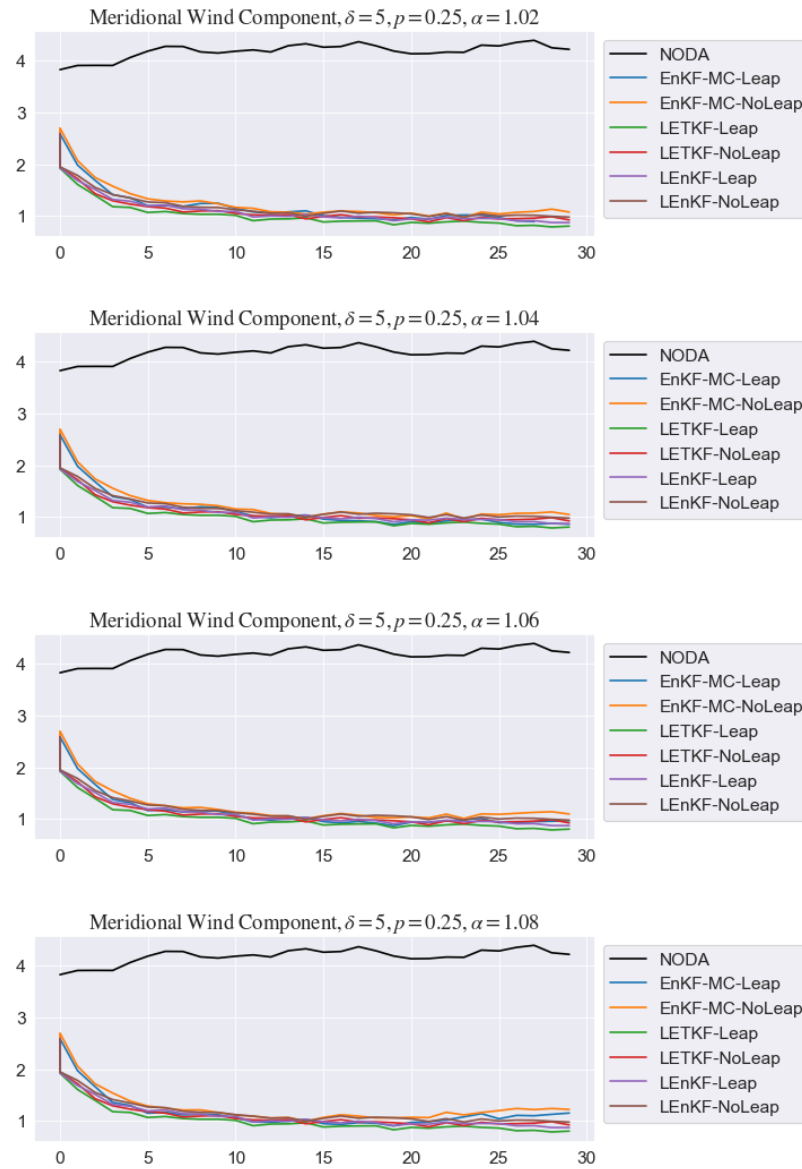 Meridional Wind Component, δ = 5, p = 0.25, α = 1.02
4
3
2
1
0 5 10 15 20 25 30
NODA
EnKF-MC-Leap
EnKF-MC-NoLeap
LETKF-Leap
LETKF-NoLeap
LEnKF-Leap
LEnKF-NoLeap
Meridional Wind Component, δ = 5, p = 0.25, α = 1.04
4
3
2
1
0 5 10 15 20 25 30
NODA
EnKF-MC-Leap
EnKF-MC-NoLeap
LETKF-Leap
LETKF-NoLeap
LEnKF-Leap
LEnKF-NoLeap
Meridional Wind Component, δ = 5, p = 0.25, α = 1.06
4
3
2
1
0 5 10 15 20 25 30
NODA
EnKF-MC-Leap
EnKF-MC-NoLeap
LETKF-Leap
LETKF-NoLeap
LEnKF-Leap
LEnKF-NoLeap
Meridional Wind Component, δ = 5, p = 0.25, α = 1.08
4
3
2
1
0 5 10 15 20 25 30
NODA
EnKF-MC-Leap
EnKF-MC-NoLeap
LETKF-Leap
LETKF-NoLeap
LEnKF-Leap
LEnKF-NoLeap